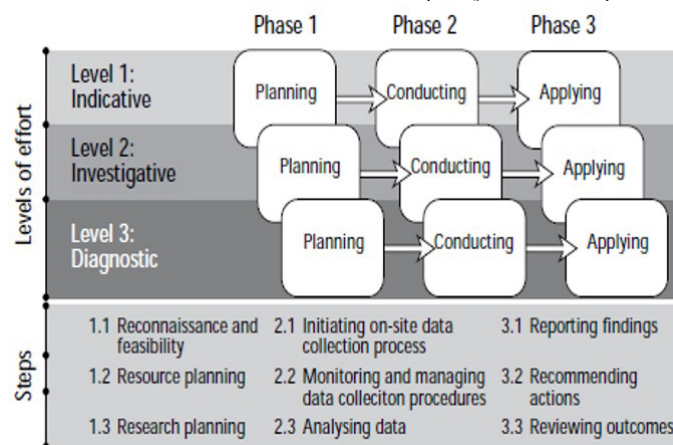 Phase 1 Phase 2 Phase 3
Level 1:
Indicative
Planning Conducting Applying
Level 2:
Investigative
Planning Conducting Applying
Level 3:
Diagnostic
Planning Conducting Applying
Levels of effort
Steps
1.1 Reconnaissance and
feasibility
1.2 Resource planning
1.3 Research planning
2.1 Initiating on-site data
collection process
2.2 Monitoring and managing
data colleciton procedures
2.3 Analysing data
3.1 Reporting findings
3.2 Recommending
actions
3.3 Reviewing outcomes